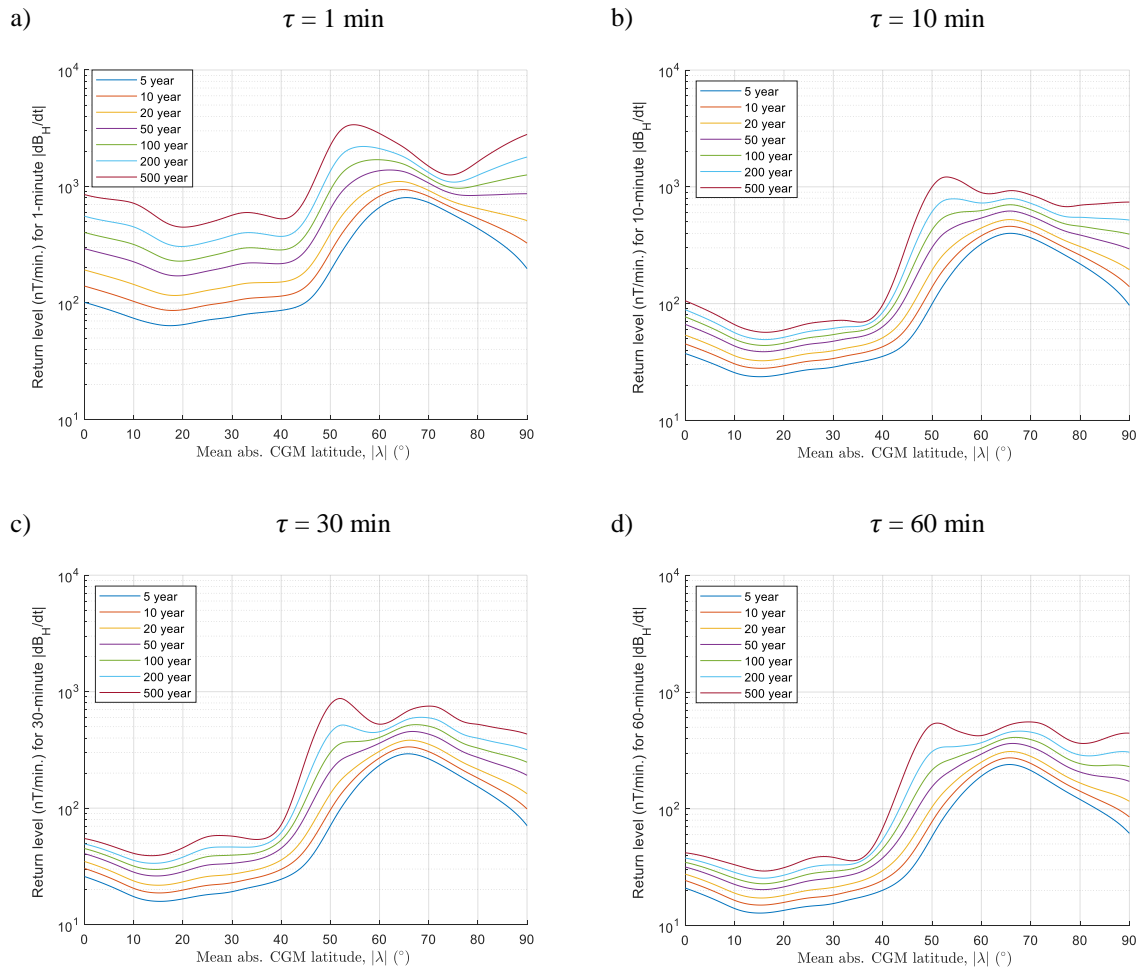 a)
τ = 1 min
10^4
10^3
10^2
10^1
Return level (nT/min.) for 1-minute |dB_H/dt|
5 year
10 year
20 year
50 year
100 year
200 year
500 year
0 10 20 30 40 50 60 70 80 90
Mean abs. CGM latitude, |λ| (°)
b)
τ = 10 min
10^4
10^3
10^2
10^1
Return level (nT/min.) for 10-minute |dB_H/dt|
5 year
10 year
20 year
50 year
100 year
200 year
500 year
0 10 20 30 40 50 60 70 80 90
Mean abs. CGM latitude, |λ| (°)
c)
τ = 30 min
10^4
10^3
10^2
10^1
Return level (nT/min.) for 30-minute |dB_H/dt|
5 year
10 year
20 year
50 year
100 year
200 year
500 year
0 10 20 30 40 50 60 70 80 90
Mean abs. CGM latitude, |λ| (°)
d)
τ = 60 min
10^4
10^3
10^2
10^1
Return level (nT/min.) for 60-minute |dB_H/dt|
5 year
10 year
20 year
50 year
100 year
200 year
500 year
0 10 20 30 40 50 60 70 80 90
Mean abs. CGM latitude, |λ| (°)